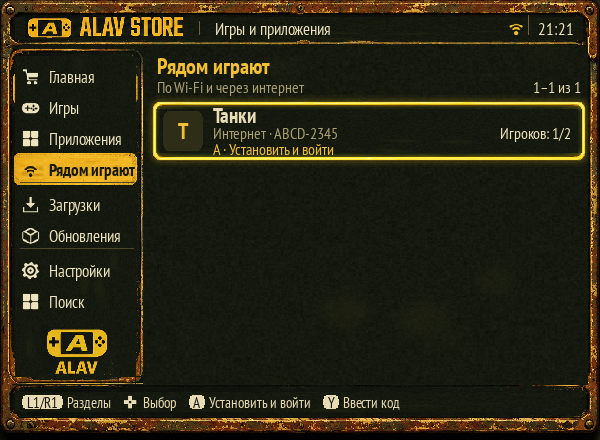 A ALAV STORE
Игры и приложения
21:21
Главная
Игры
Приложения
Рядом играют
Загрузки
Обновления
Настройки
Поиск
A
ALAV
Рядом играют
По Wi-Fi и через интернет
1–1 из 1
Т
Танки
Интернет · ABCD-2345
А · Установить и войти
Игроков: 1/2
L1/R1 Разделы
Выбор
A Установить и войти
Y Ввести код